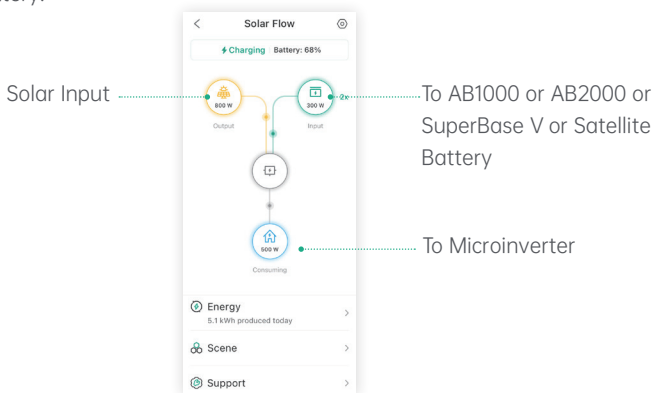 Solar Flow
Charging Battery: 68%
Solar Input
800 W
300 W
2x
To AB1000 or AB2000 or
SuperBase V or Satellite
Battery
Output
Input
500 W
To Microinverter
Consuming
Energy
5.1 kWh produced today
Scene
Support